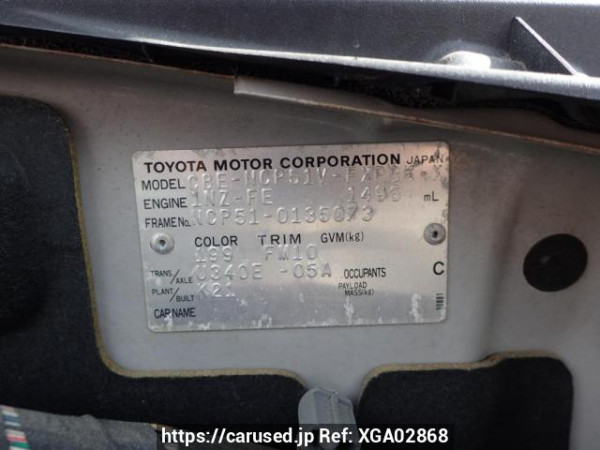 TOYOTA MOTOR CORPORATION JAPAN
MODEL CBE-NCP51V-
ENGINE 1NZ-FE 1496 mL
FRAME No. NCP51-0135073
COLOR TRIM GVM(kg)
FM10
TRANS/AXLE U340E -05A OCCUPANTS C
PLANT/BUILT K21 PAYLOAD MASS(kg)
CAR NAME
https://carused.jp Ref: XGA02868